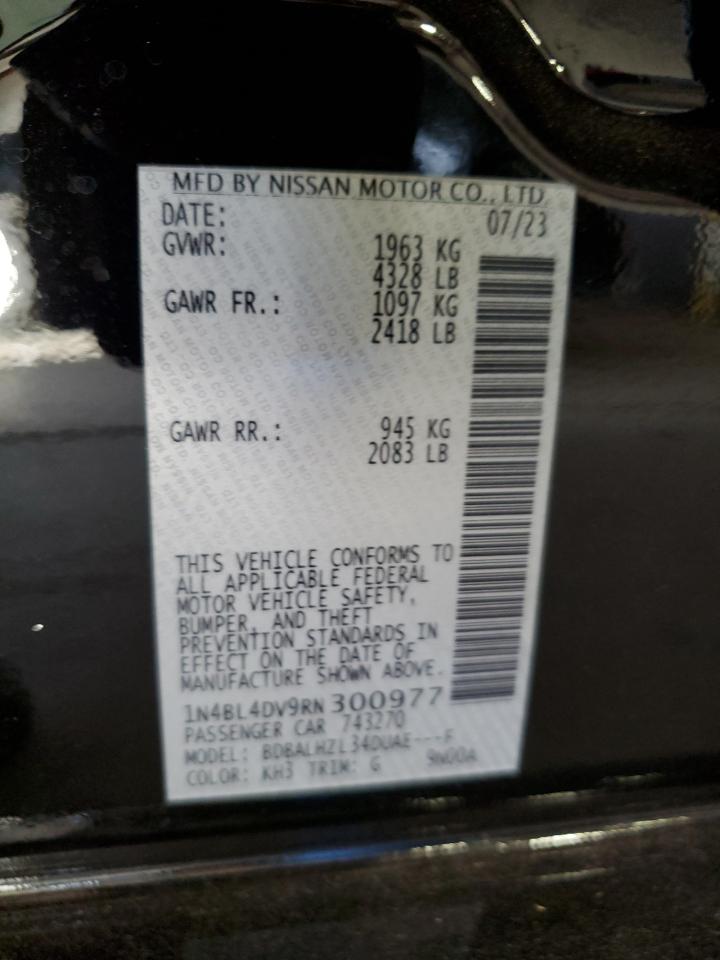 MFD BY NISSAN MOTOR CO., LTD.
DATE: 07/23
GVWR: 1963 KG
4328 LB
GAWR FR.: 1097 KG
2418 LB
GAWR RR.: 945 KG
2083 LB
THIS VEHICLE CONFORMS TO
ALL APPLICABLE FEDERAL
MOTOR VEHICLE SAFETY,
BUMPER, AND THEFT
PREVENTION STANDARDS IN
EFFECT ON THE DATE OF
MANUFACTURE SHOWN ABOVE.
1N4BL4DV9RN300977
PASSENGER CAR 743270
MODEL: BDBALHZL34DUAE---F
COLOR: KH3 TRIM: G 9W00A